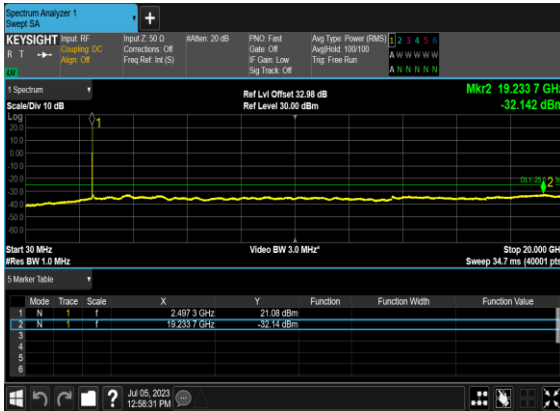 Spectrum Analyzer 1
Swept SA
+
KEYSIGHT Input: RF Input Z: 50 Ω #Atten: 20 dB PNO: Fast Avg Type: Power (RMS) 1 2 3 4 5 6
R T Coupling: DC Corrections: Off Gate: Off Avg|Hold: 100/100 A W W W W W
Align: Off Freq Ref: Int (S) IF Gain: Low Trig: Free Run
Sig Track: Off A N N N N N
1 Spectrum Ref Lvl Offset 32.98 dB Mkr2 19.233 7 GHz
Scale/Div 10 dB Ref Level 30.00 dBm -32.142 dBm
Log
20.0
10.0
0.00
-10.0
-20.0
-30.0
-40.0
-50.0
-60.0
1
2
Start 30 MHz Video BW 3.0 MHz* Stop 20.000 GHz
#Res BW 1.0 MHz Sweep 34.7 ms (40001 pts)
5 Marker Table
Mode Trace Scale X Y Function Function Width Function Value
1 N 1 f 2.497 3 GHz 21.08 dBm
2 N 1 f 19.233 7 GHz -32.14 dBm
3
4
5
6
? Jul 05, 2023
12:58:31 PM